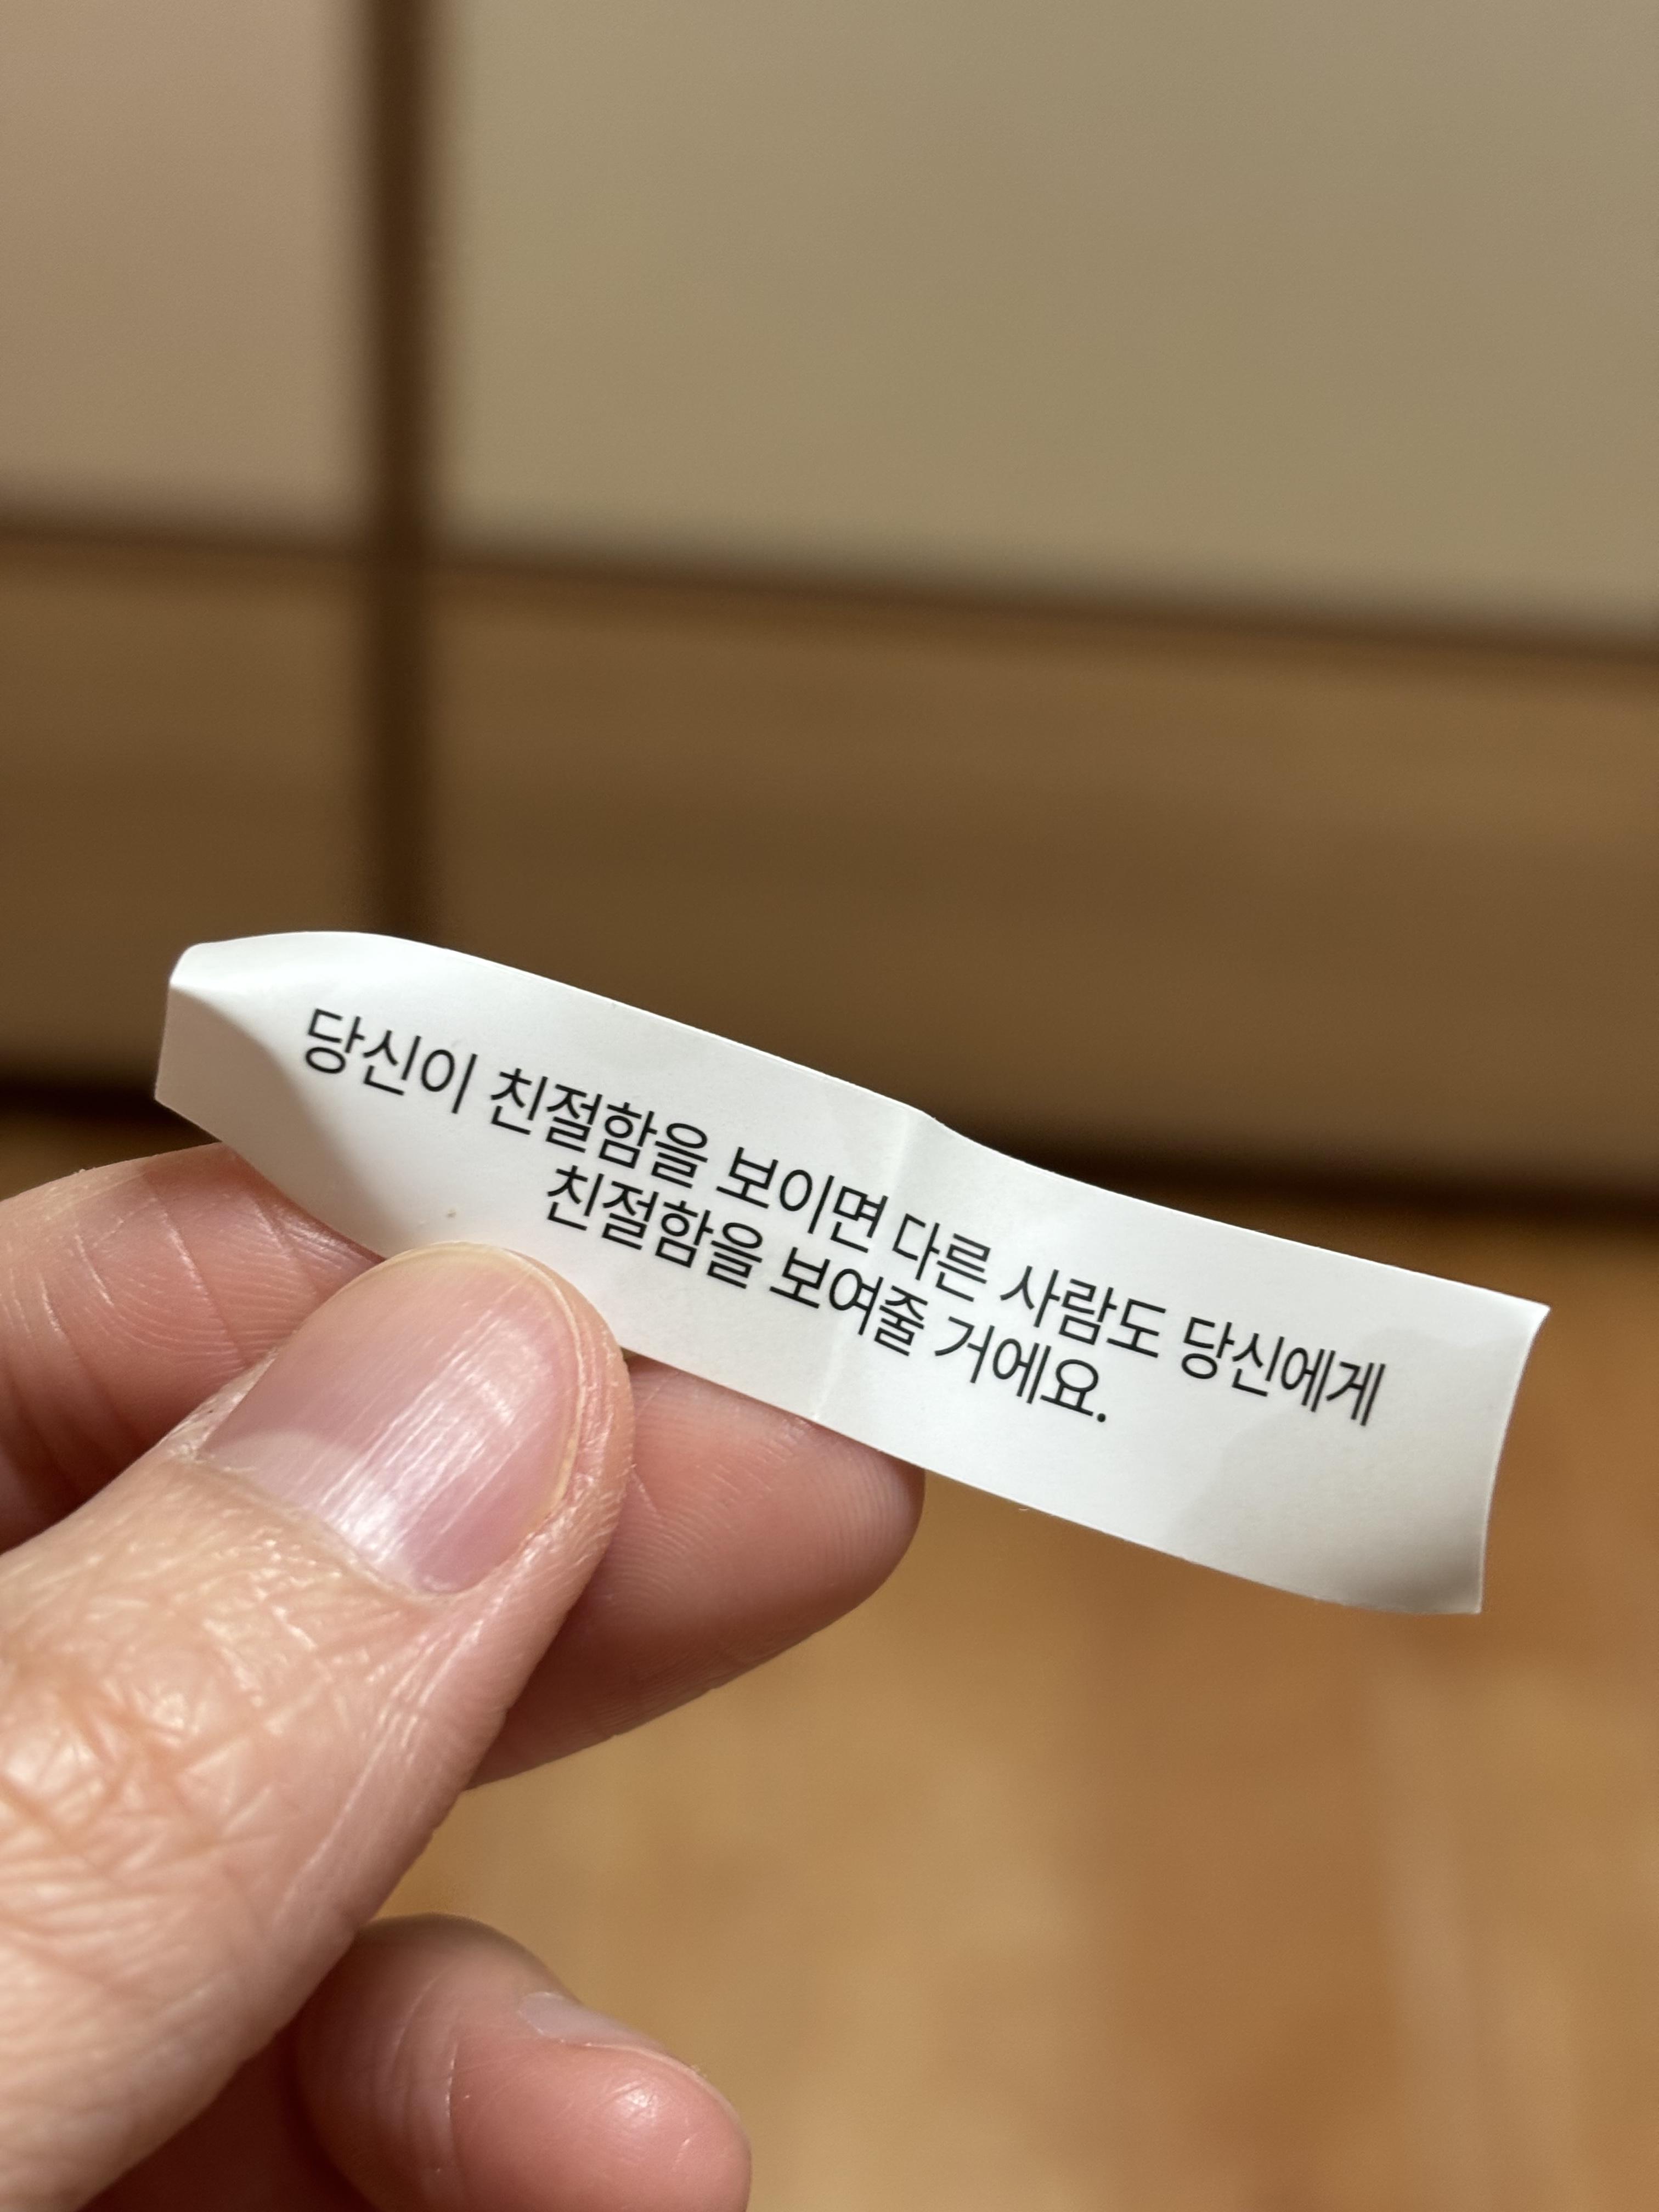 당신이 친절함을 보이면 다른 사람도 당신에게
친절함을 보여줄 거에요.